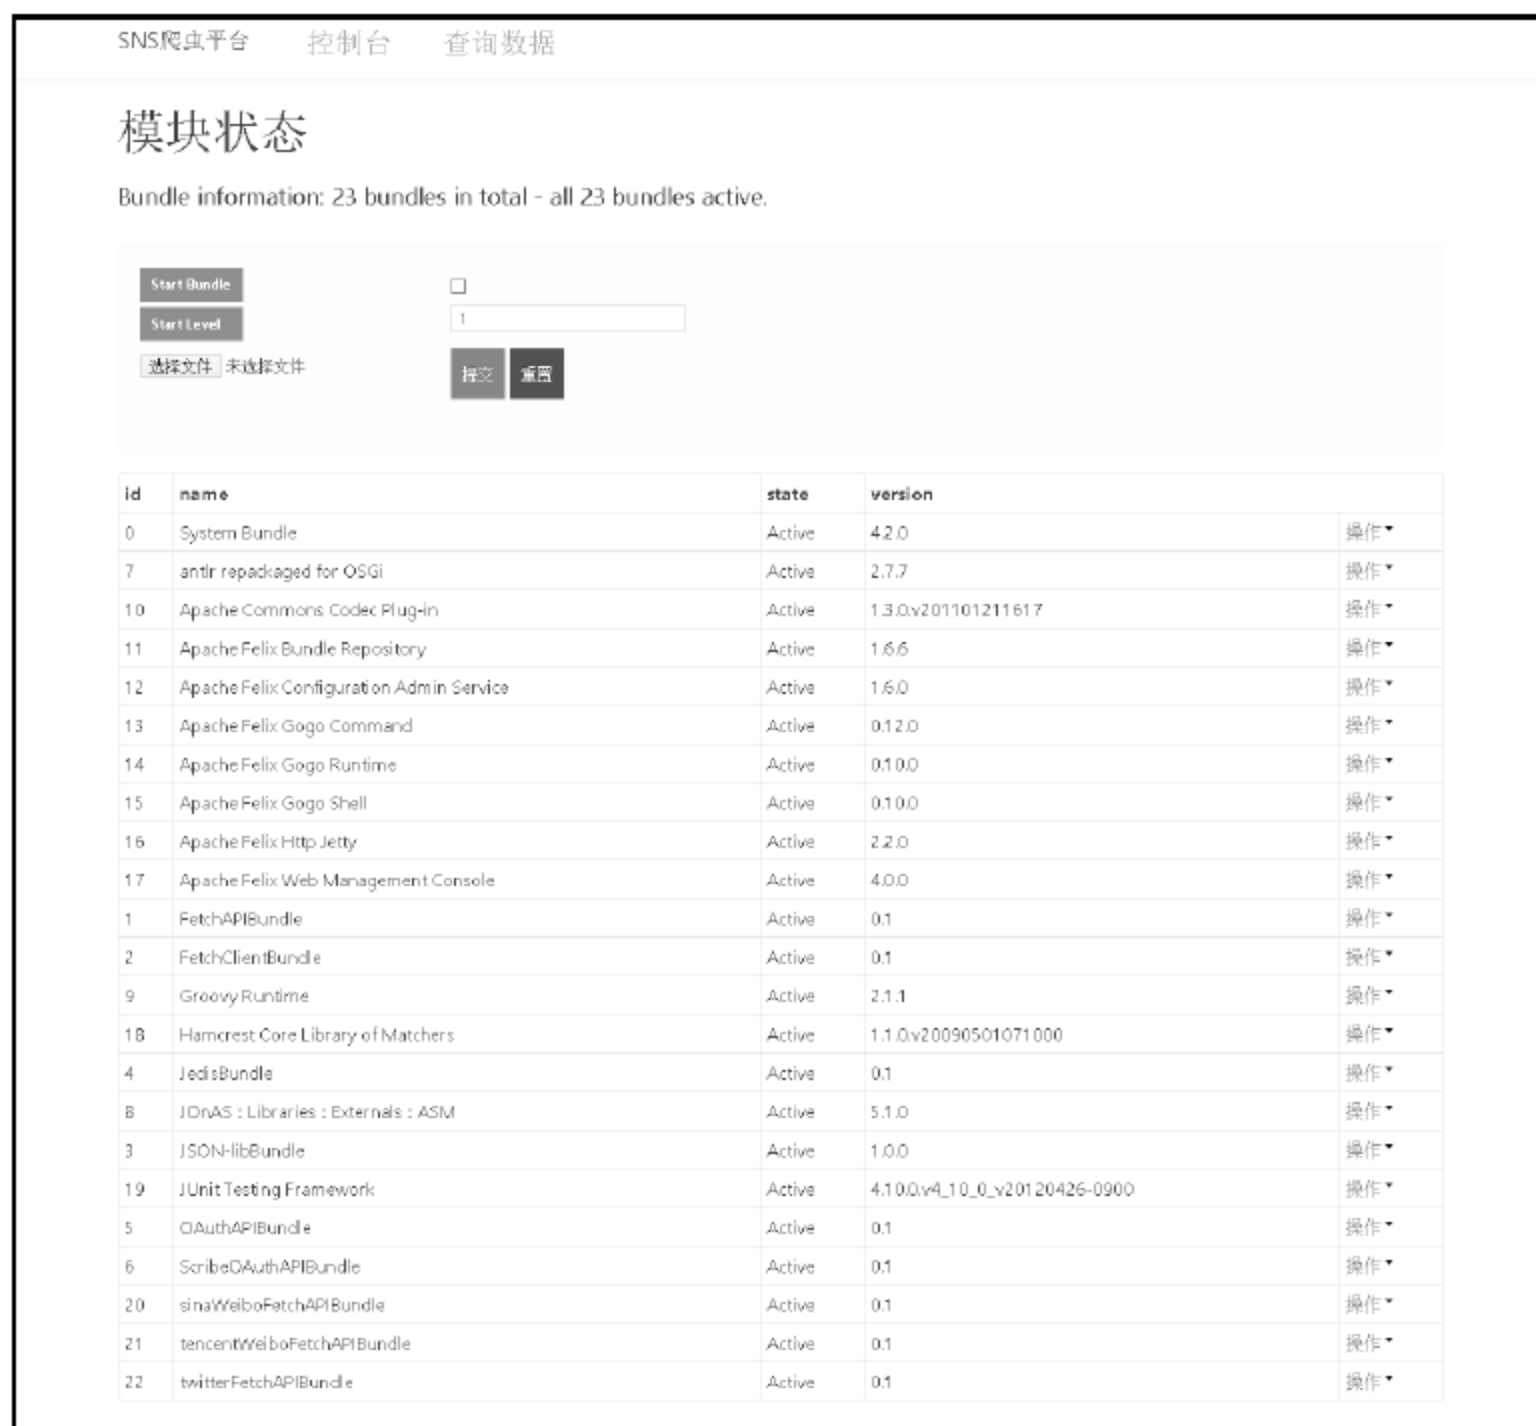 SNS爬虫平台 控制台 查询数据
模块状态
Bundle information: 23 bundles in total - all 23 bundles active.
Start Bundle
Start Level 1
选择文件 未选择文件 提交 重置
id name state version
0 System Bundle Active 4.2.0 操作
7 antlr repackaged for OSGi Active 2.7.7 操作
10 Apache Commons Codec Plug-in Active 1.3.0.v201101211617 操作
11 Apache Felix Bundle Repository Active 1.6.6 操作
12 Apache Felix Configuration Admin Service Active 1.6.0 操作
13 Apache Felix Gogo Command Active 0.12.0 操作
14 Apache Felix Gogo Runtime Active 0.10.0 操作
15 Apache Felix Gogo Shell Active 0.10.0 操作
16 Apache Felix Http Jetty Active 2.2.0 操作
17 Apache Felix Web Management Console Active 4.0.0 操作
1 FetchAPIBundle Active 0.1 操作
2 FetchClientBundle Active 0.1 操作
9 Groovy Runtime Active 2.1.1 操作
18 Hamcrest Core Library of Matchers Active 1.1.0.v20090501071000 操作
4 JedisBundle Active 0.1 操作
8 JOnAS : Libraries : Externals : ASM Active 5.1.0 操作
3 JSON-libBundle Active 1.0.0 操作
19 JUnit Testing Framework Active 4.10.0.v4_10_0_v20120426-0900 操作
5 OAuthAPIBundle Active 0.1 操作
6 ScribeOAuthAPIBundle Active 0.1 操作
20 sinaWeiboFetchAPIBundle Active 0.1 操作
21 tencentWeiboFetchAPIBundle Active 0.1 操作
22 twitterFetchAPIBundle Active 0.1 操作